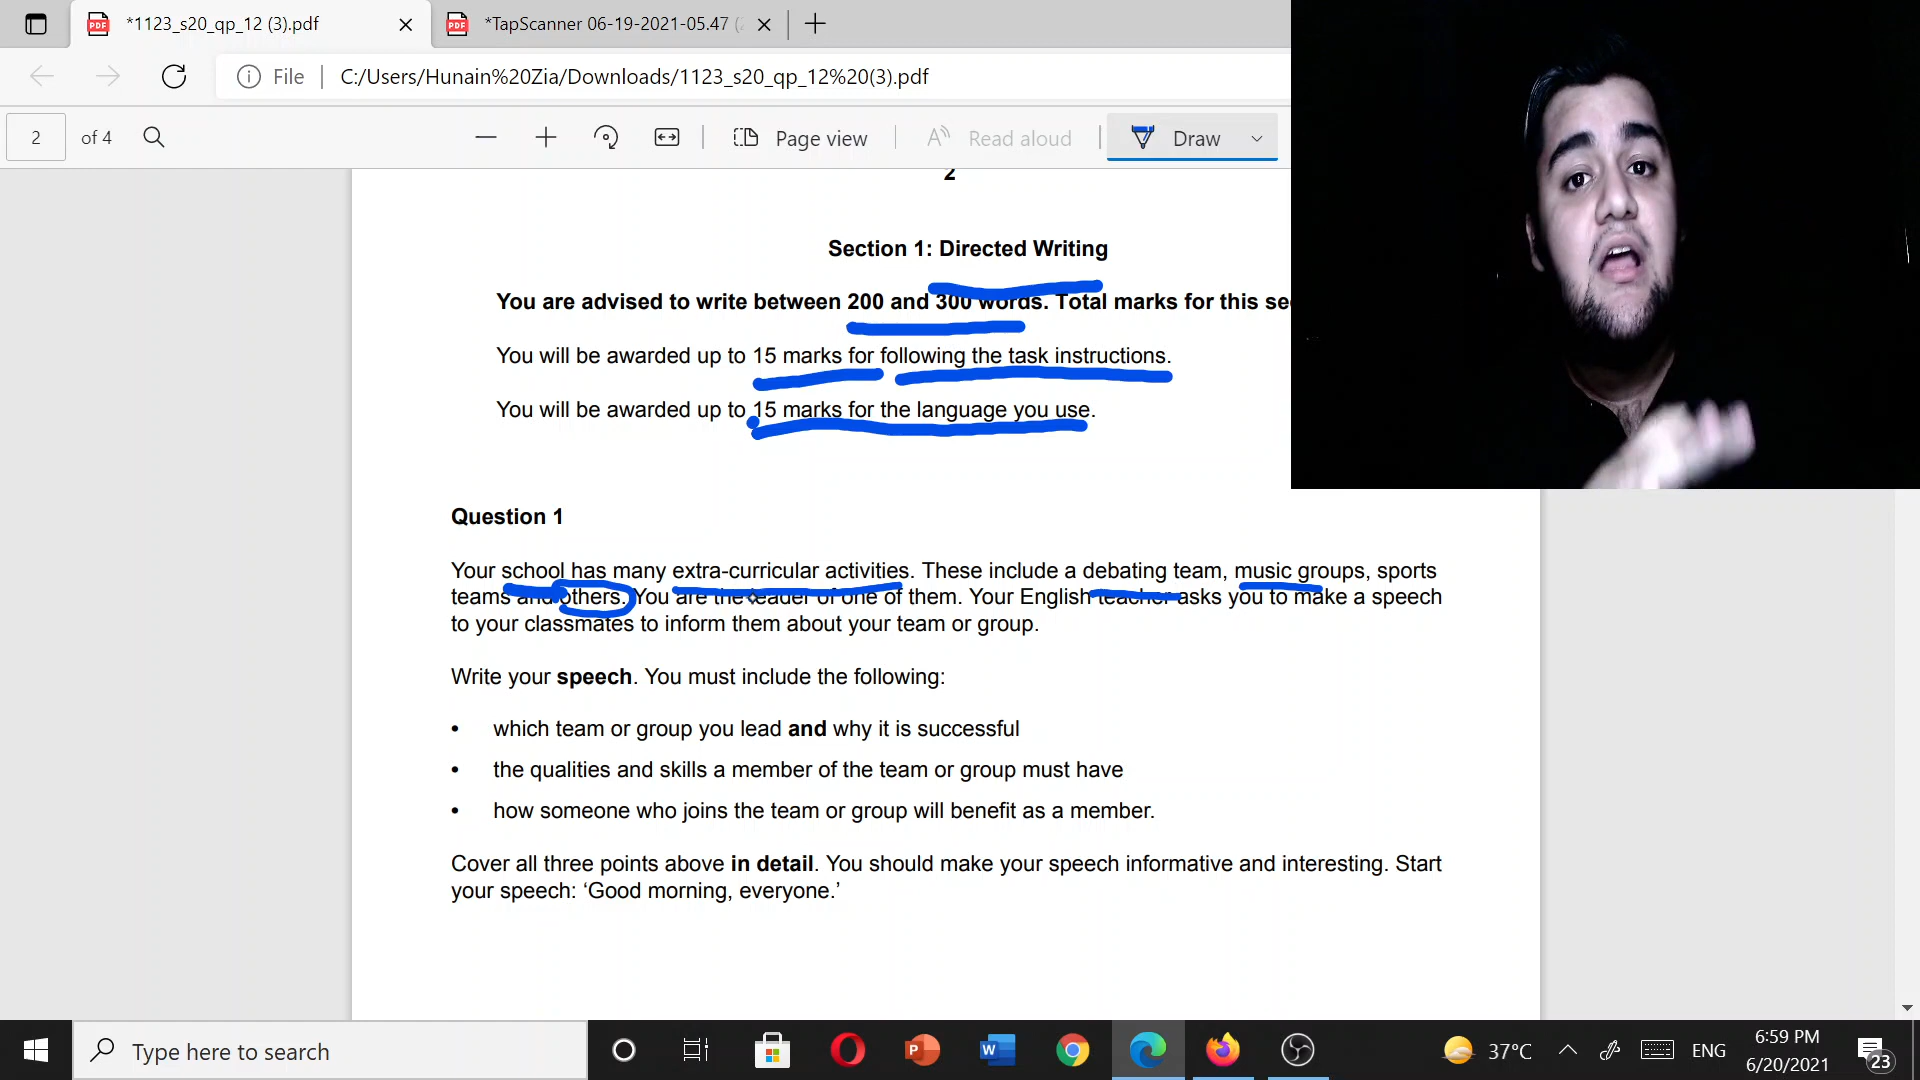 *1123_s20_qp_12 (3).pdf
*TapScanner 06-19-2021-05.47 (
File
C:/Users/Hunain%20Zia/Downloads/1123_s20_qp_12%20(3).pdf
2 of 4
Page view
Read aloud
Draw
2
Section 1: Directed Writing
You are advised to write between 200 and 300 words. Total marks for this se
You will be awarded up to 15 marks for following the task instructions.
You will be awarded up to 15 marks for the language you use.
Question 1
Your school has many extra-curricular activities. These include a debating team, music groups, sports
teams and others. You are the leader of one of them. Your English teacher asks you to make a speech
to your classmates to inform them about your team or group.
Write your speech. You must include the following:
• which team or group you lead and why it is successful
• the qualities and skills a member of the team or group must have
• how someone who joins the team or group will benefit as a member.
Cover all three points above in detail. You should make your speech informative and interesting. Start
your speech: ‘Good morning, everyone.’
Type here to search
37°C
ENG
6:59 PM
6/20/2021
23